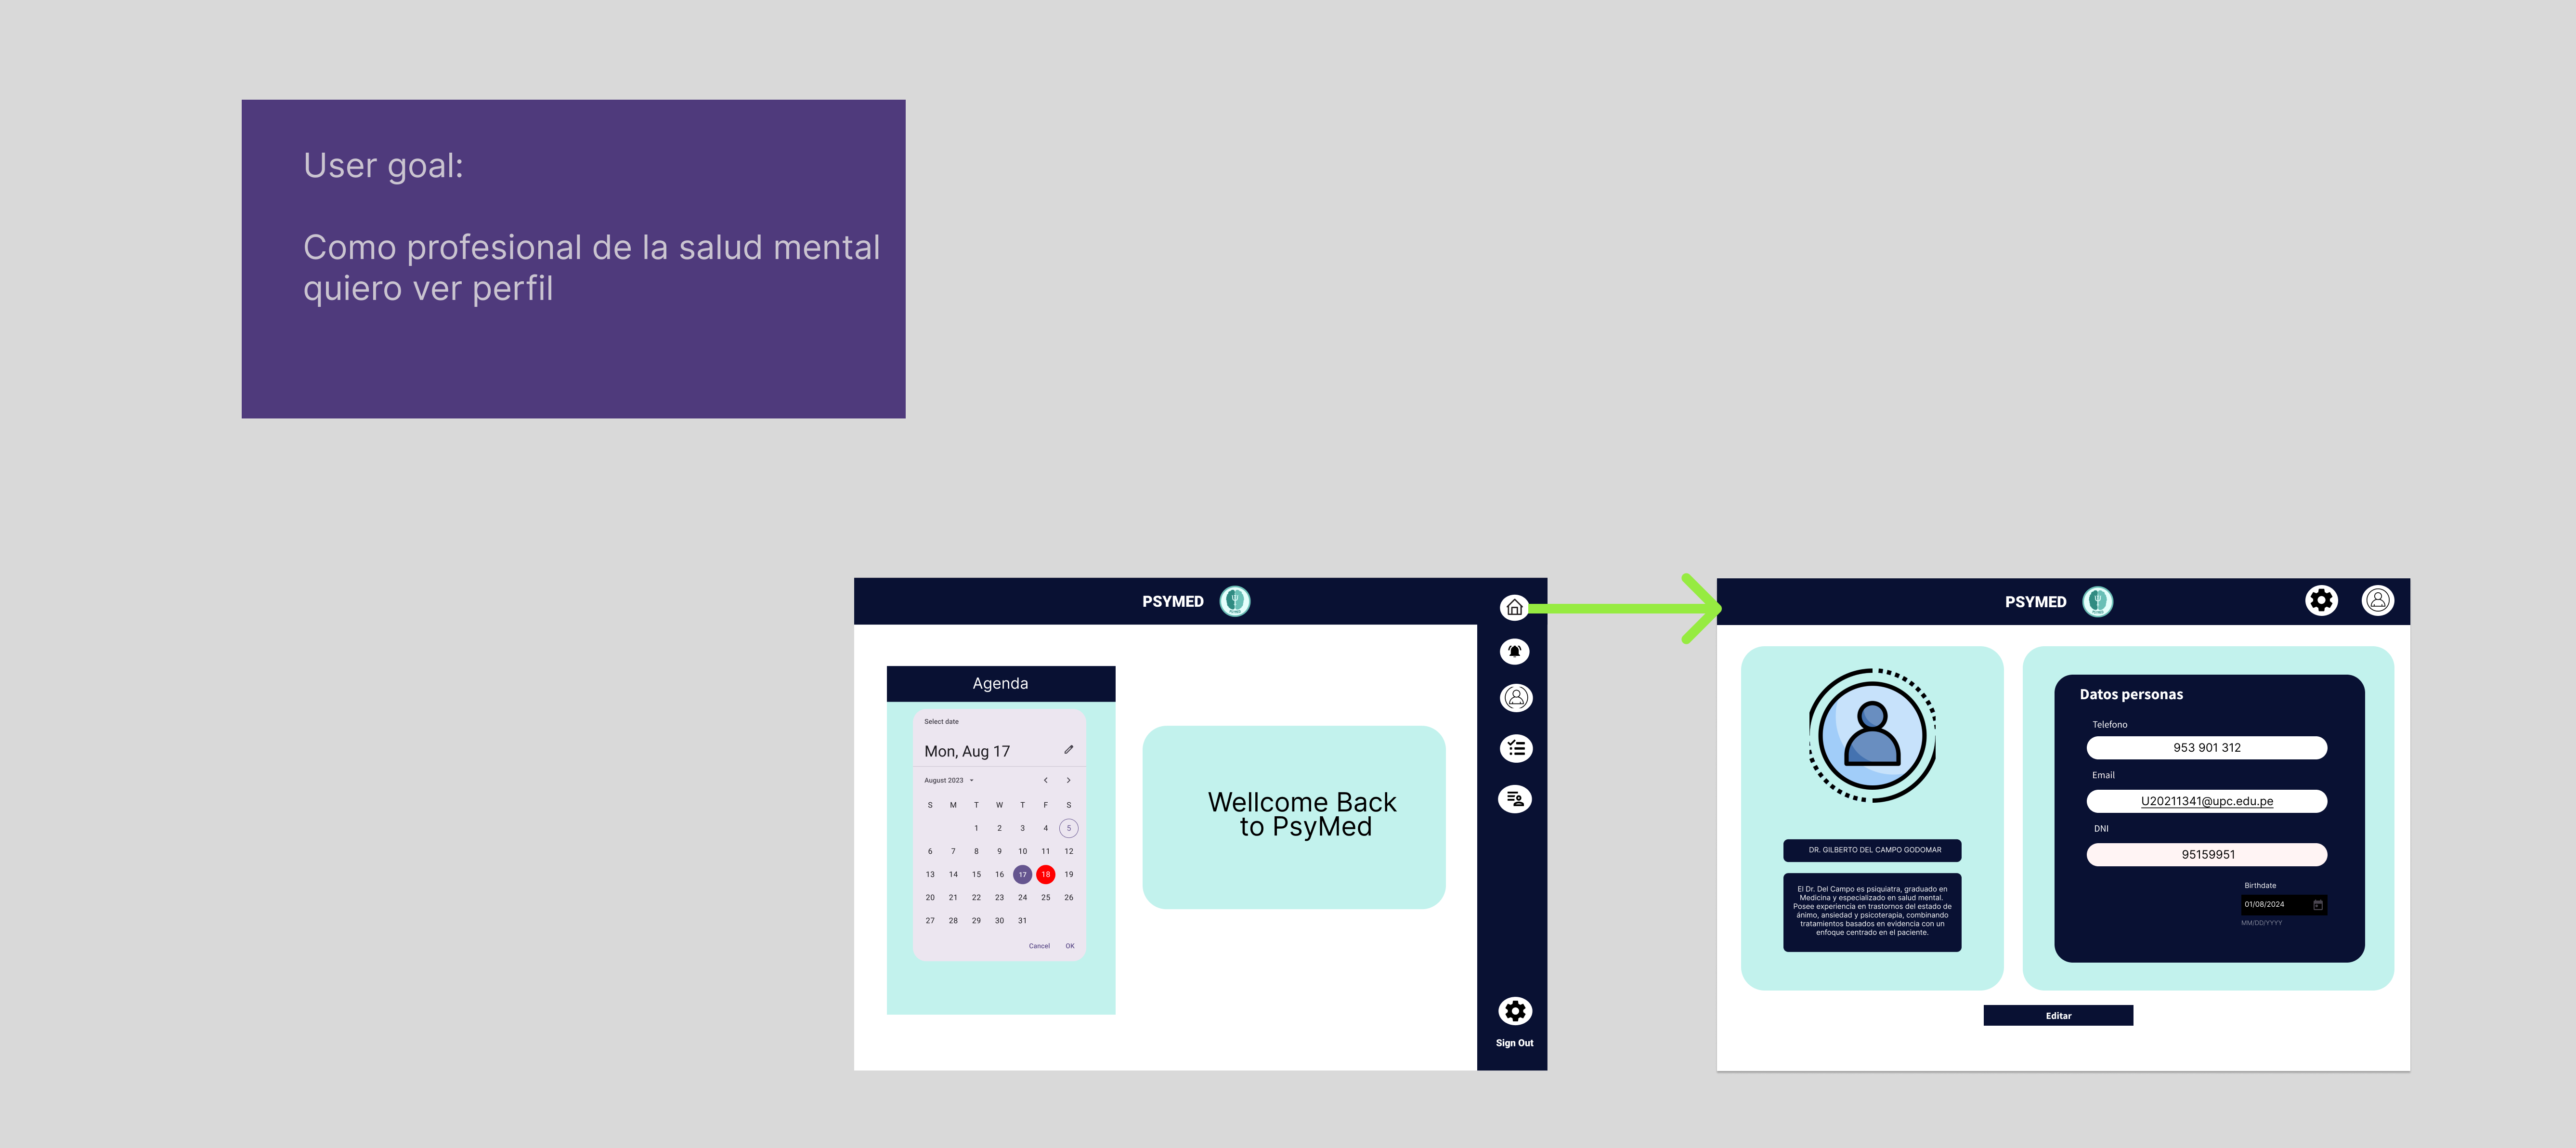 User goal:
Como profesional de la salud mental
quiero ver perfil
PSYMED
Agenda
Select date
Mon, Aug 17
August 2023
S M T W T F S
1 2 3 4 5
6 7 8 9 10 11 12
13 14 15 16 17 18 19
20 21 22 23 24 25 26
27 28 29 30 31
Cancel OK
Wellcome Back
to PsyMed
Sign Out
PSYMED
DR. GILBERTO DEL CAMPO GODOMAR
El Dr. Del Campo es psiquiatra, graduado en
Medicina y especializado en salud mental.
Posee experiencia en trastornos del estado de
ánimo, ansiedad y psicoterapia, combinando
tratamientos basados en evidencia con un
enfoque centrado en el paciente.
Datos personas
Telefono
953 901 312
Email
U20211341@upc.edu.pe
DNI
95159951
Birthdate
01/08/2024
MM/DD/YYYY
Editar